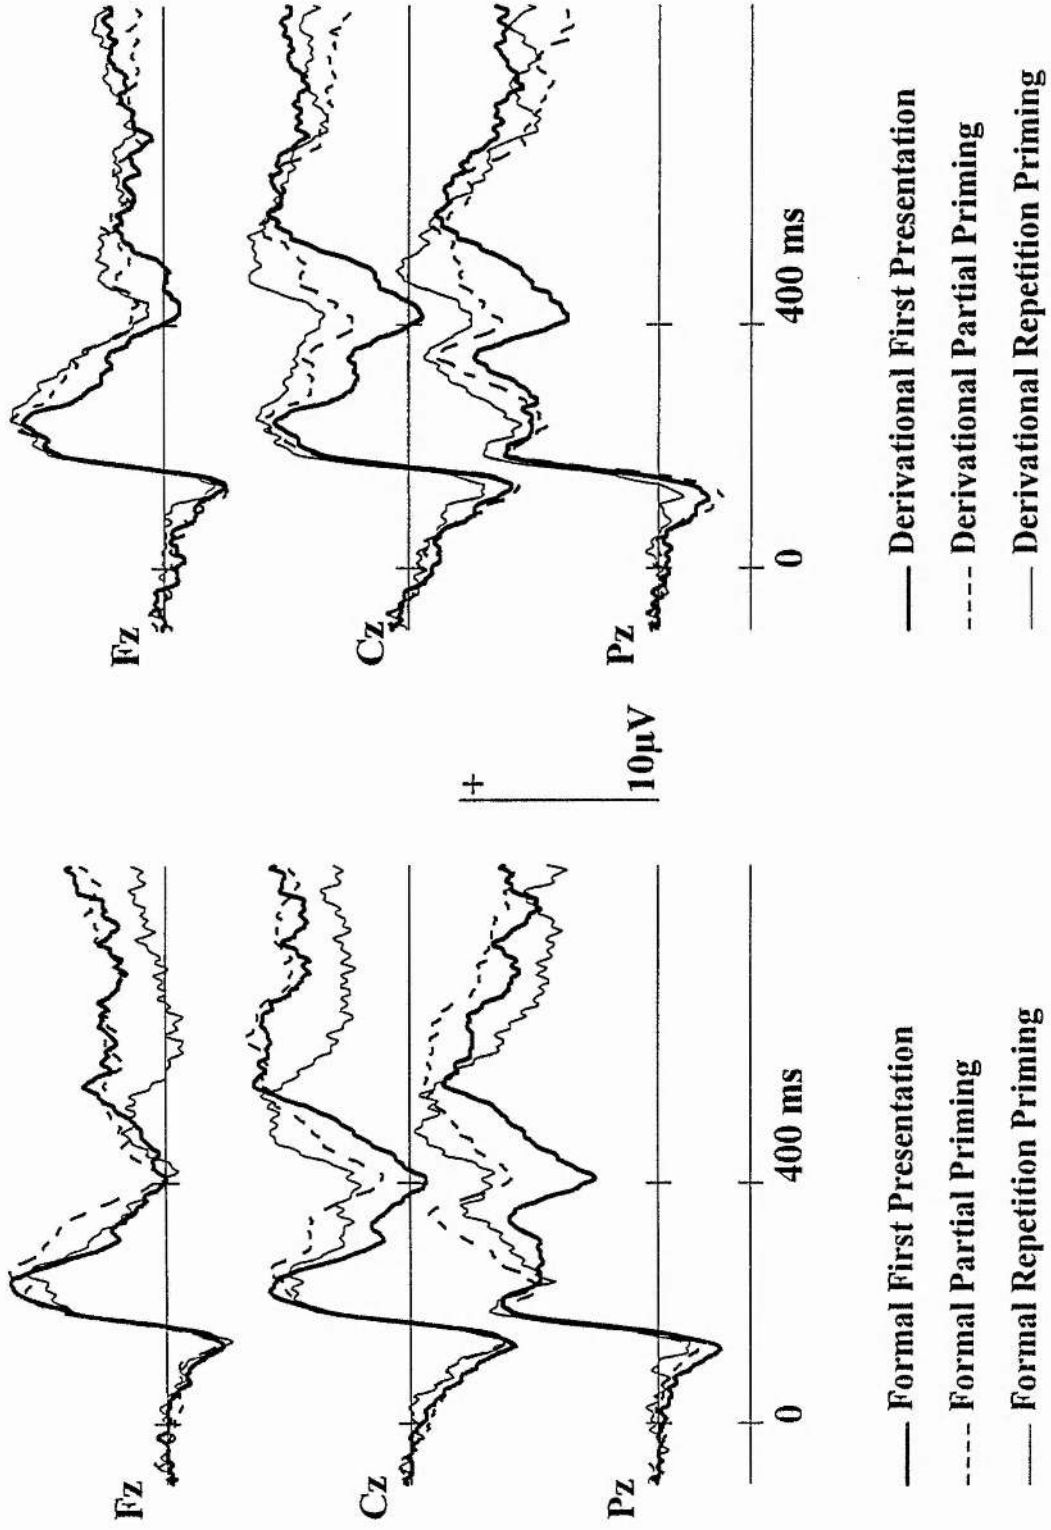 Fz
Cz
Pz
0
400 ms
Formal First Presentation
Formal Partial Priming
Formal Repetition Priming
+
10µV
Fz
Cz
Pz
0
400 ms
Derivational First Presentation
Derivational Partial Priming
Derivational Repetition Priming